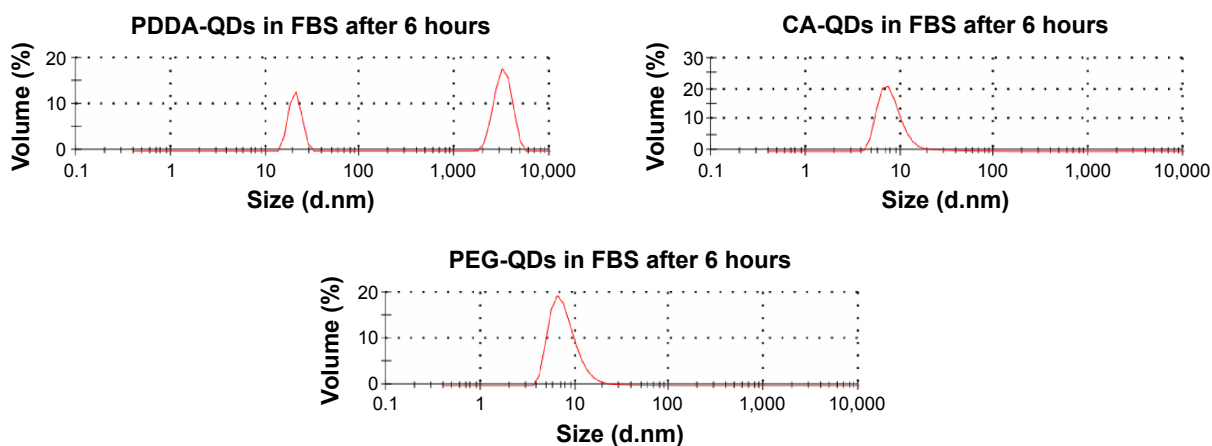 PDDA-QDs in FBS after 6 hours
Volume (%)
20
10
0
0.1 1 10 100 1,000 10,000
Size (d.nm)
CA-QDs in FBS after 6 hours
Volume (%)
30
20
10
0
0.1 1 10 100 1,000 10,000
Size (d.nm)
PEG-QDs in FBS after 6 hours
Volume (%)
20
10
0
0.1 1 10 100 1,000 10,000
Size (d.nm)